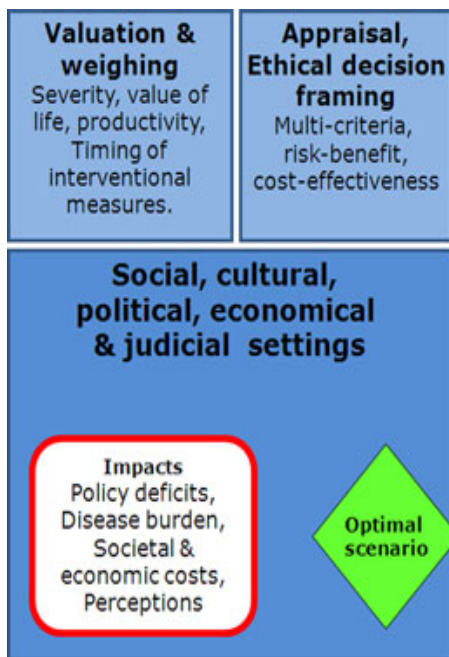 Valuation &
weighing
Severity, value of
life, productivity,
Timing of
interventional
measures.
Appraisal,
Ethical decision
framing
Multi-criteria,
risk-benefit,
cost-effectiveness
Social, cultural,
political, economical
& judicial settings
Impacts
Policy deficits,
Disease burden,
Societal &
economic costs,
Perceptions
Optimal
scenario